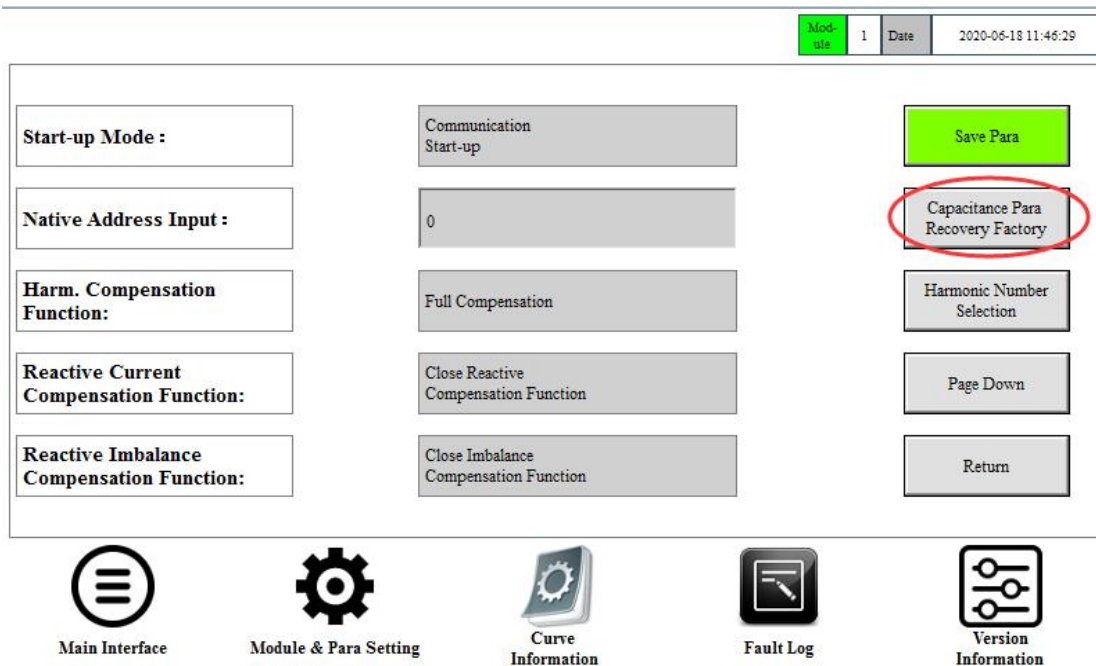 Mod-
ule
1
Date
2020-06-18 11:46:29
Start-up Mode :
Communication
Start-up
Save Para
Native Address Input :
0
Capacitance Para
Recovery Factory
Harm. Compensation
Function:
Full Compensation
Harmonic Number
Selection
Reactive Current
Compensation Function:
Close Reactive
Compensation Function
Page Down
Reactive Imbalance
Compensation Function:
Close Imbalance
Compensation Function
Return
Main Interface
Module & Para Setting
Curve
Information
Fault Log
Version
Information